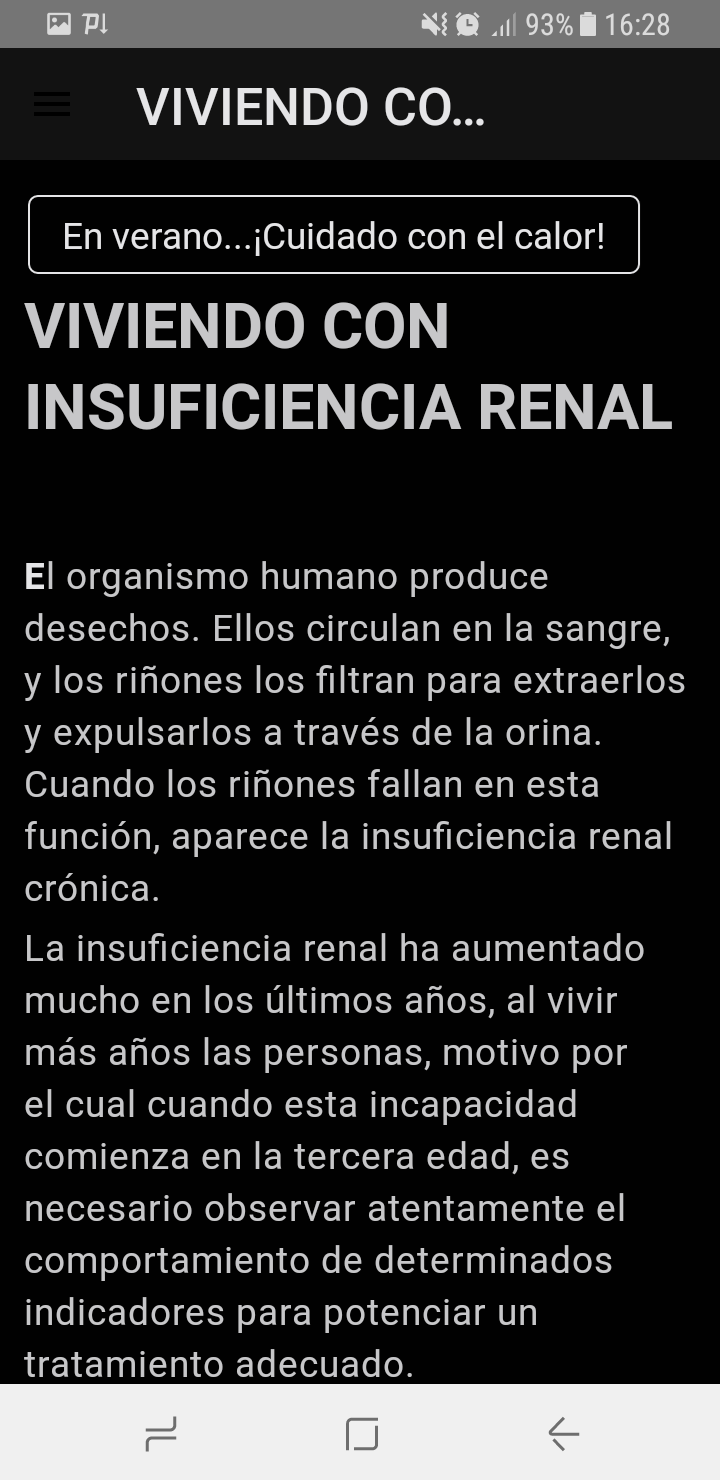 93% 16:28
VIVIENDO CO...
En verano...¡Cuidado con el calor!
VIVIENDO CON
INSUFICIENCIA RENAL
El organismo humano produce
desechos. Ellos circulan en la sangre,
y los riñones los filtran para extraerlos
y expulsarlos a través de la orina.
Cuando los riñones fallan en esta
función, aparece la insuficiencia renal
crónica.
La insuficiencia renal ha aumentado
mucho en los últimos años, al vivir
más años las personas, motivo por
el cual cuando esta incapacidad
comienza en la tercera edad, es
necesario observar atentamente el
comportamiento de determinados
indicadores para potenciar un
tratamiento adecuado.